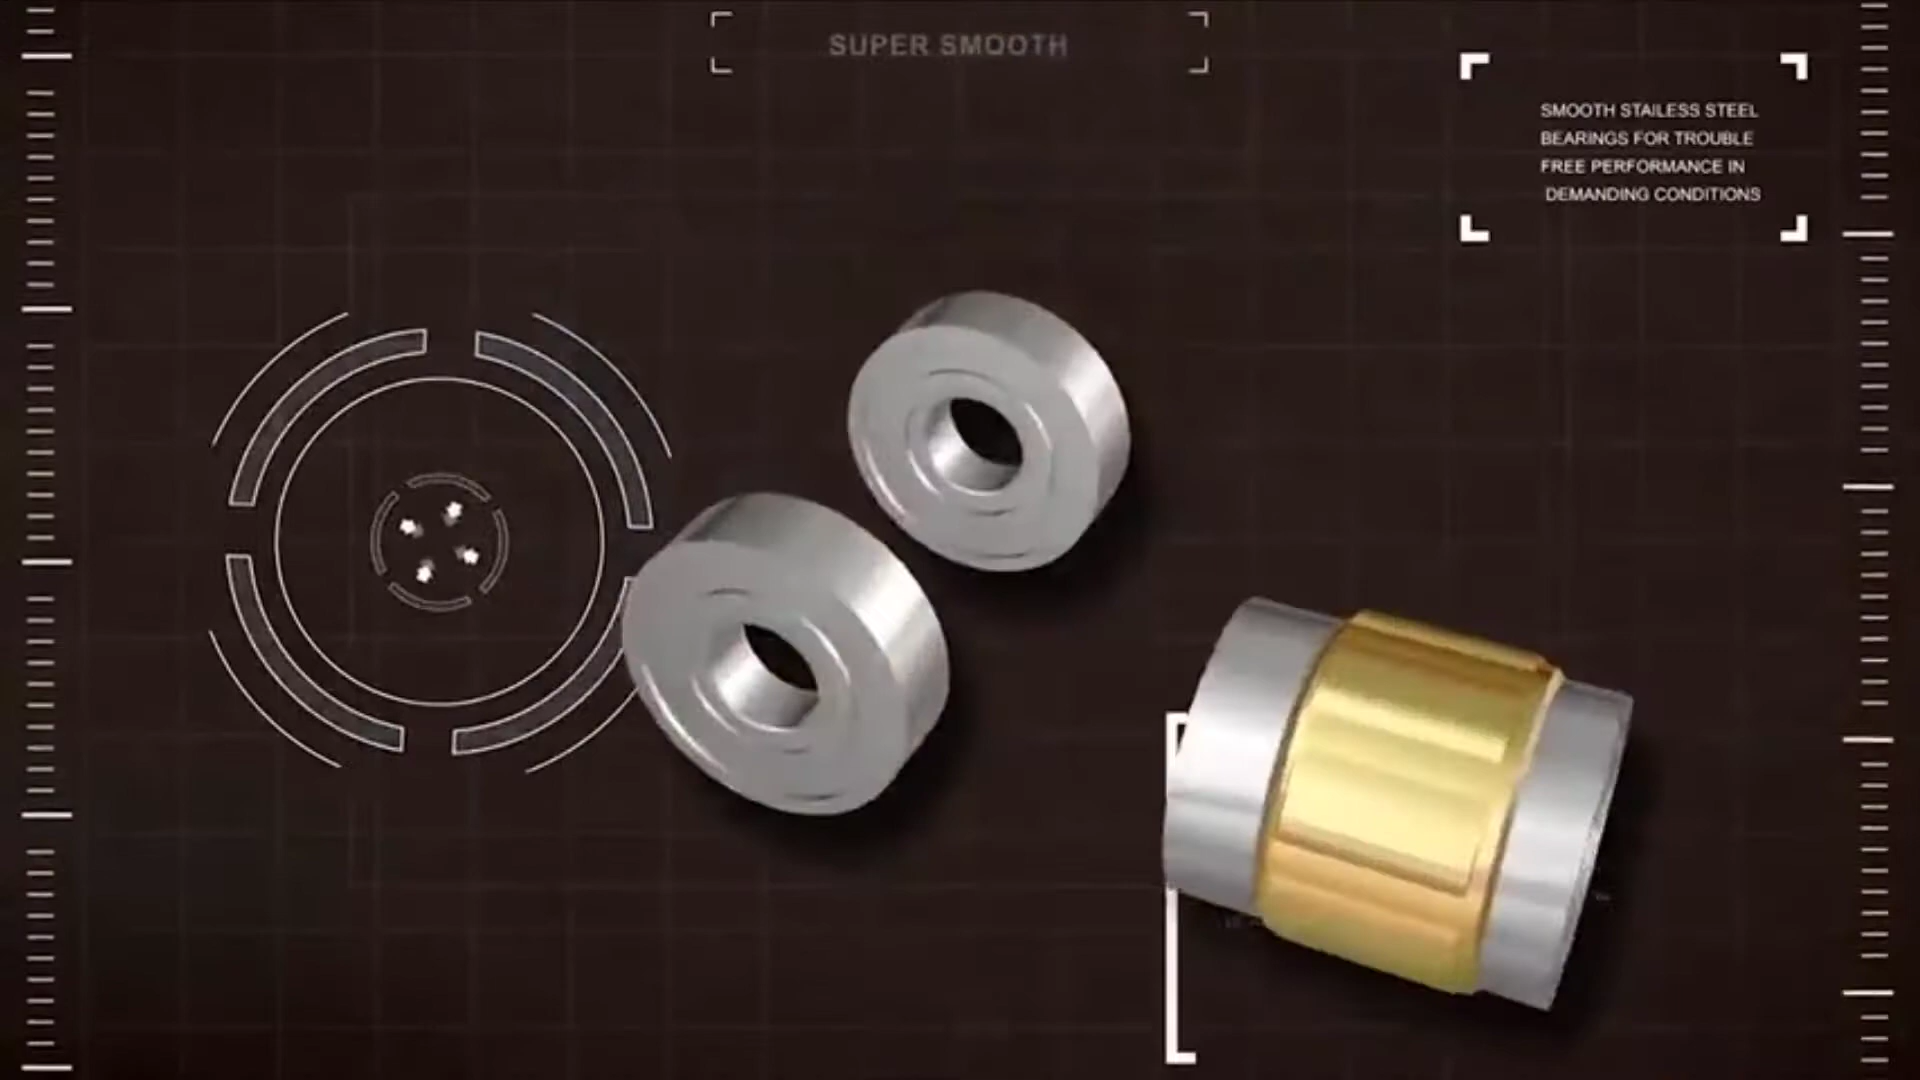 SUPER SMOOTH
SMOOTH STAILESS STEEL
BEARINGS FOR TROUBLE
FREE PERFORMANCE IN
DEMANDING CONDITIONS